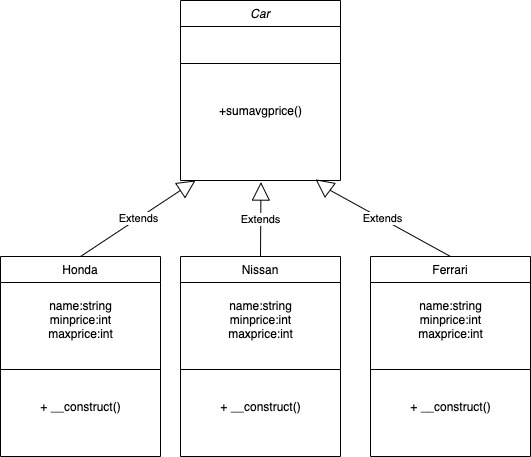 Car
+sumavgprice()
Extends
Extends
Extends
Honda
name:string
minprice:int
maxprice:int
+ __construct()
Nissan
name:string
minprice:int
maxprice:int
+ __construct()
Ferrari
name:string
minprice:int
maxprice:int
+ __construct()